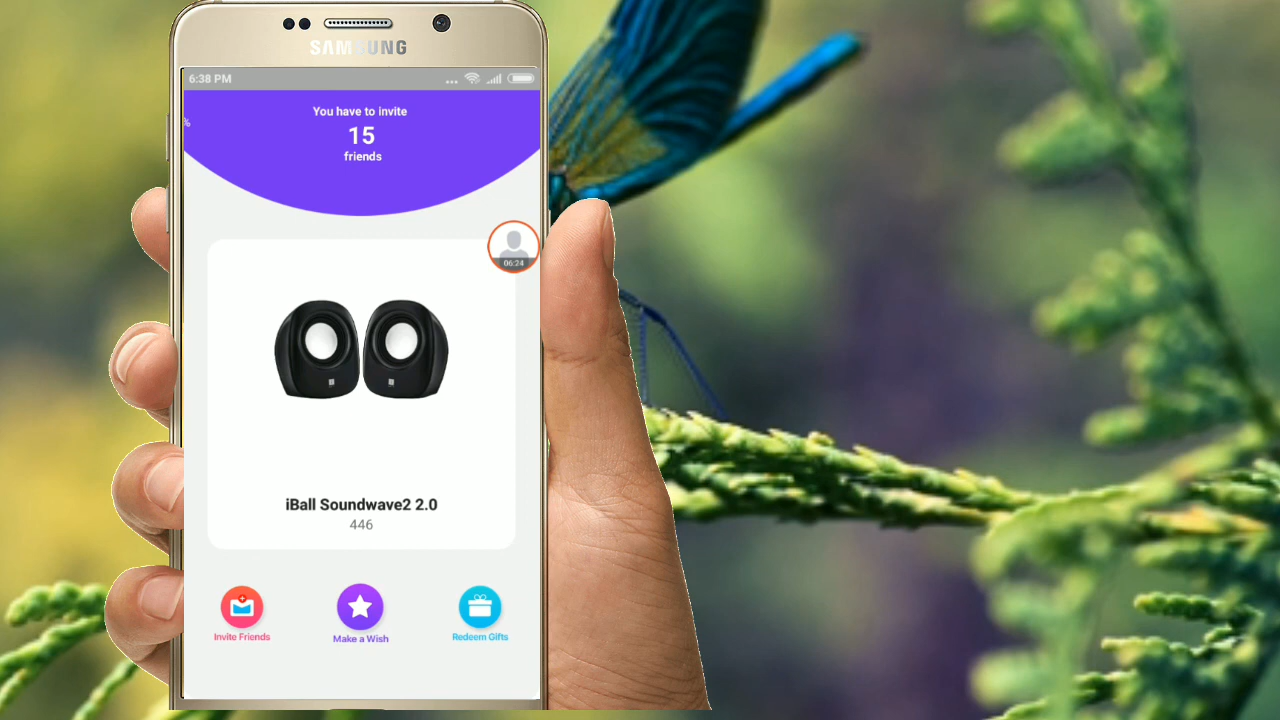 SAMSUNG
6:38 PM
%
You have to invite
15
friends
06:24
iBall Soundwave2 2.0
446
Invite Friends
Make a Wish
Redeem Gifts